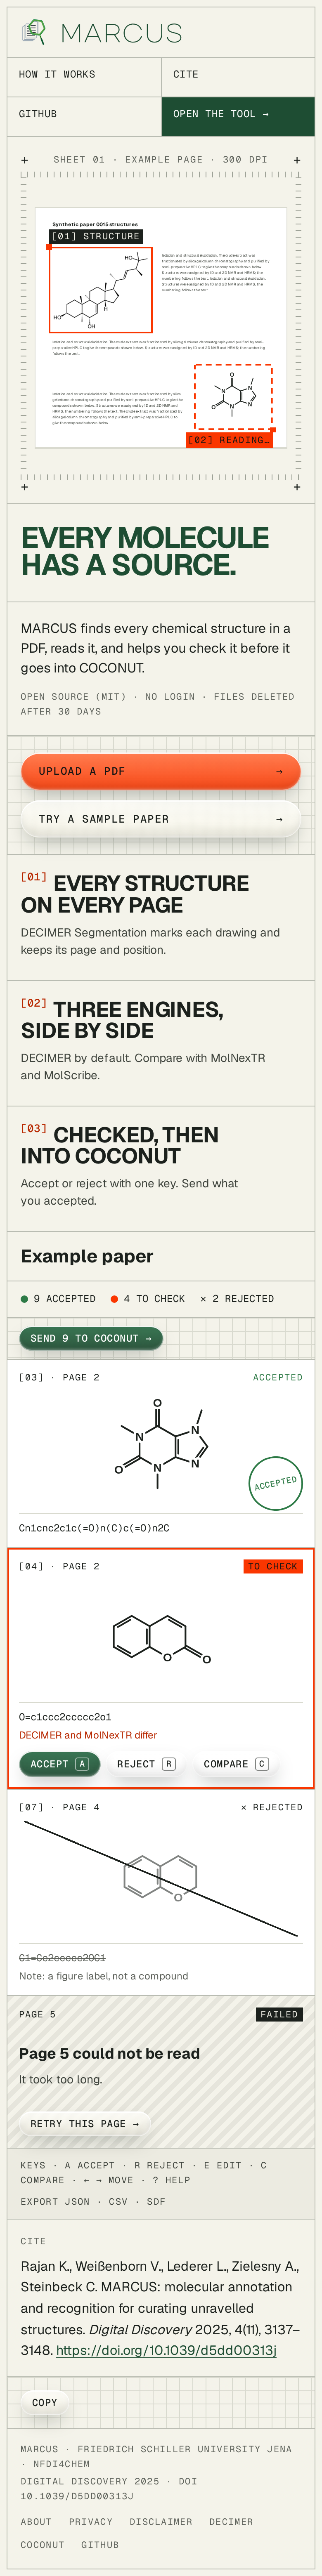 MARCUS
HOW IT WORKS
CITE
GITHUB
OPEN THE TOOL →
SHEET 01 · EXAMPLE PAGE · 300 DPI
Synthetic paper 0015 structures
[01] STRUCTURE
HO
HO
OH
H
O
N
N
O
N
N
[02] READING…
EVERY MOLECULE
HAS A SOURCE.
MARCUS finds every chemical structure in a
PDF, reads it, and helps you check it before it
goes into COCONUT.
OPEN SOURCE (MIT) · NO LOGIN · FILES DELETED
AFTER 30 DAYS
UPLOAD A PDF →
TRY A SAMPLE PAPER →
[01] EVERY STRUCTURE
ON EVERY PAGE
DECIMER Segmentation marks each drawing and
keeps its page and position.
[02] THREE ENGINES,
SIDE BY SIDE
DECIMER by default. Compare with MolNexTR
and MolScribe.
[03] CHECKED, THEN
INTO COCONUT
Accept or reject with one key. Send what
you accepted.
Example paper
9 ACCEPTED 4 TO CHECK × 2 REJECTED
SEND 9 TO COCONUT →
[03] · PAGE 2 ACCEPTED
O
N
N
O
N
N
ACCEPTED
Cn1cnc2c1c(=O)n(C)c(=O)n2C
[04] · PAGE 2 TO CHECK
O
O
O=c1ccc2ccccc2o1
DECIMER and MolNexTR differ
ACCEPT A REJECT R COMPARE C
[07] · PAGE 4 × REJECTED
O
C1=Cc2ccccc2OC1
Note: a figure label, not a compound
PAGE 5 FAILED
Page 5 could not be read
It took too long.
RETRY THIS PAGE →
KEYS · A ACCEPT · R REJECT · E EDIT · C
COMPARE · ← → MOVE · ? HELP
EXPORT JSON · CSV · SDF
CITE
Rajan K., Weißenborn V., Lederer L., Zielesny A.,
Steinbeck C. MARCUS: molecular annotation
and recognition for curating unravelled
structures. Digital Discovery 2025, 4(11), 3137–
3148. https://doi.org/10.1039/d5dd00313j
COPY
MARCUS · FRIEDRICH SCHILLER UNIVERSITY JENA
· NFDI4CHEM
DIGITAL DISCOVERY 2025 · DOI
10.1039/D5DD00313J
ABOUT PRIVACY DISCLAIMER DECIMER
COCONUT GITHUB